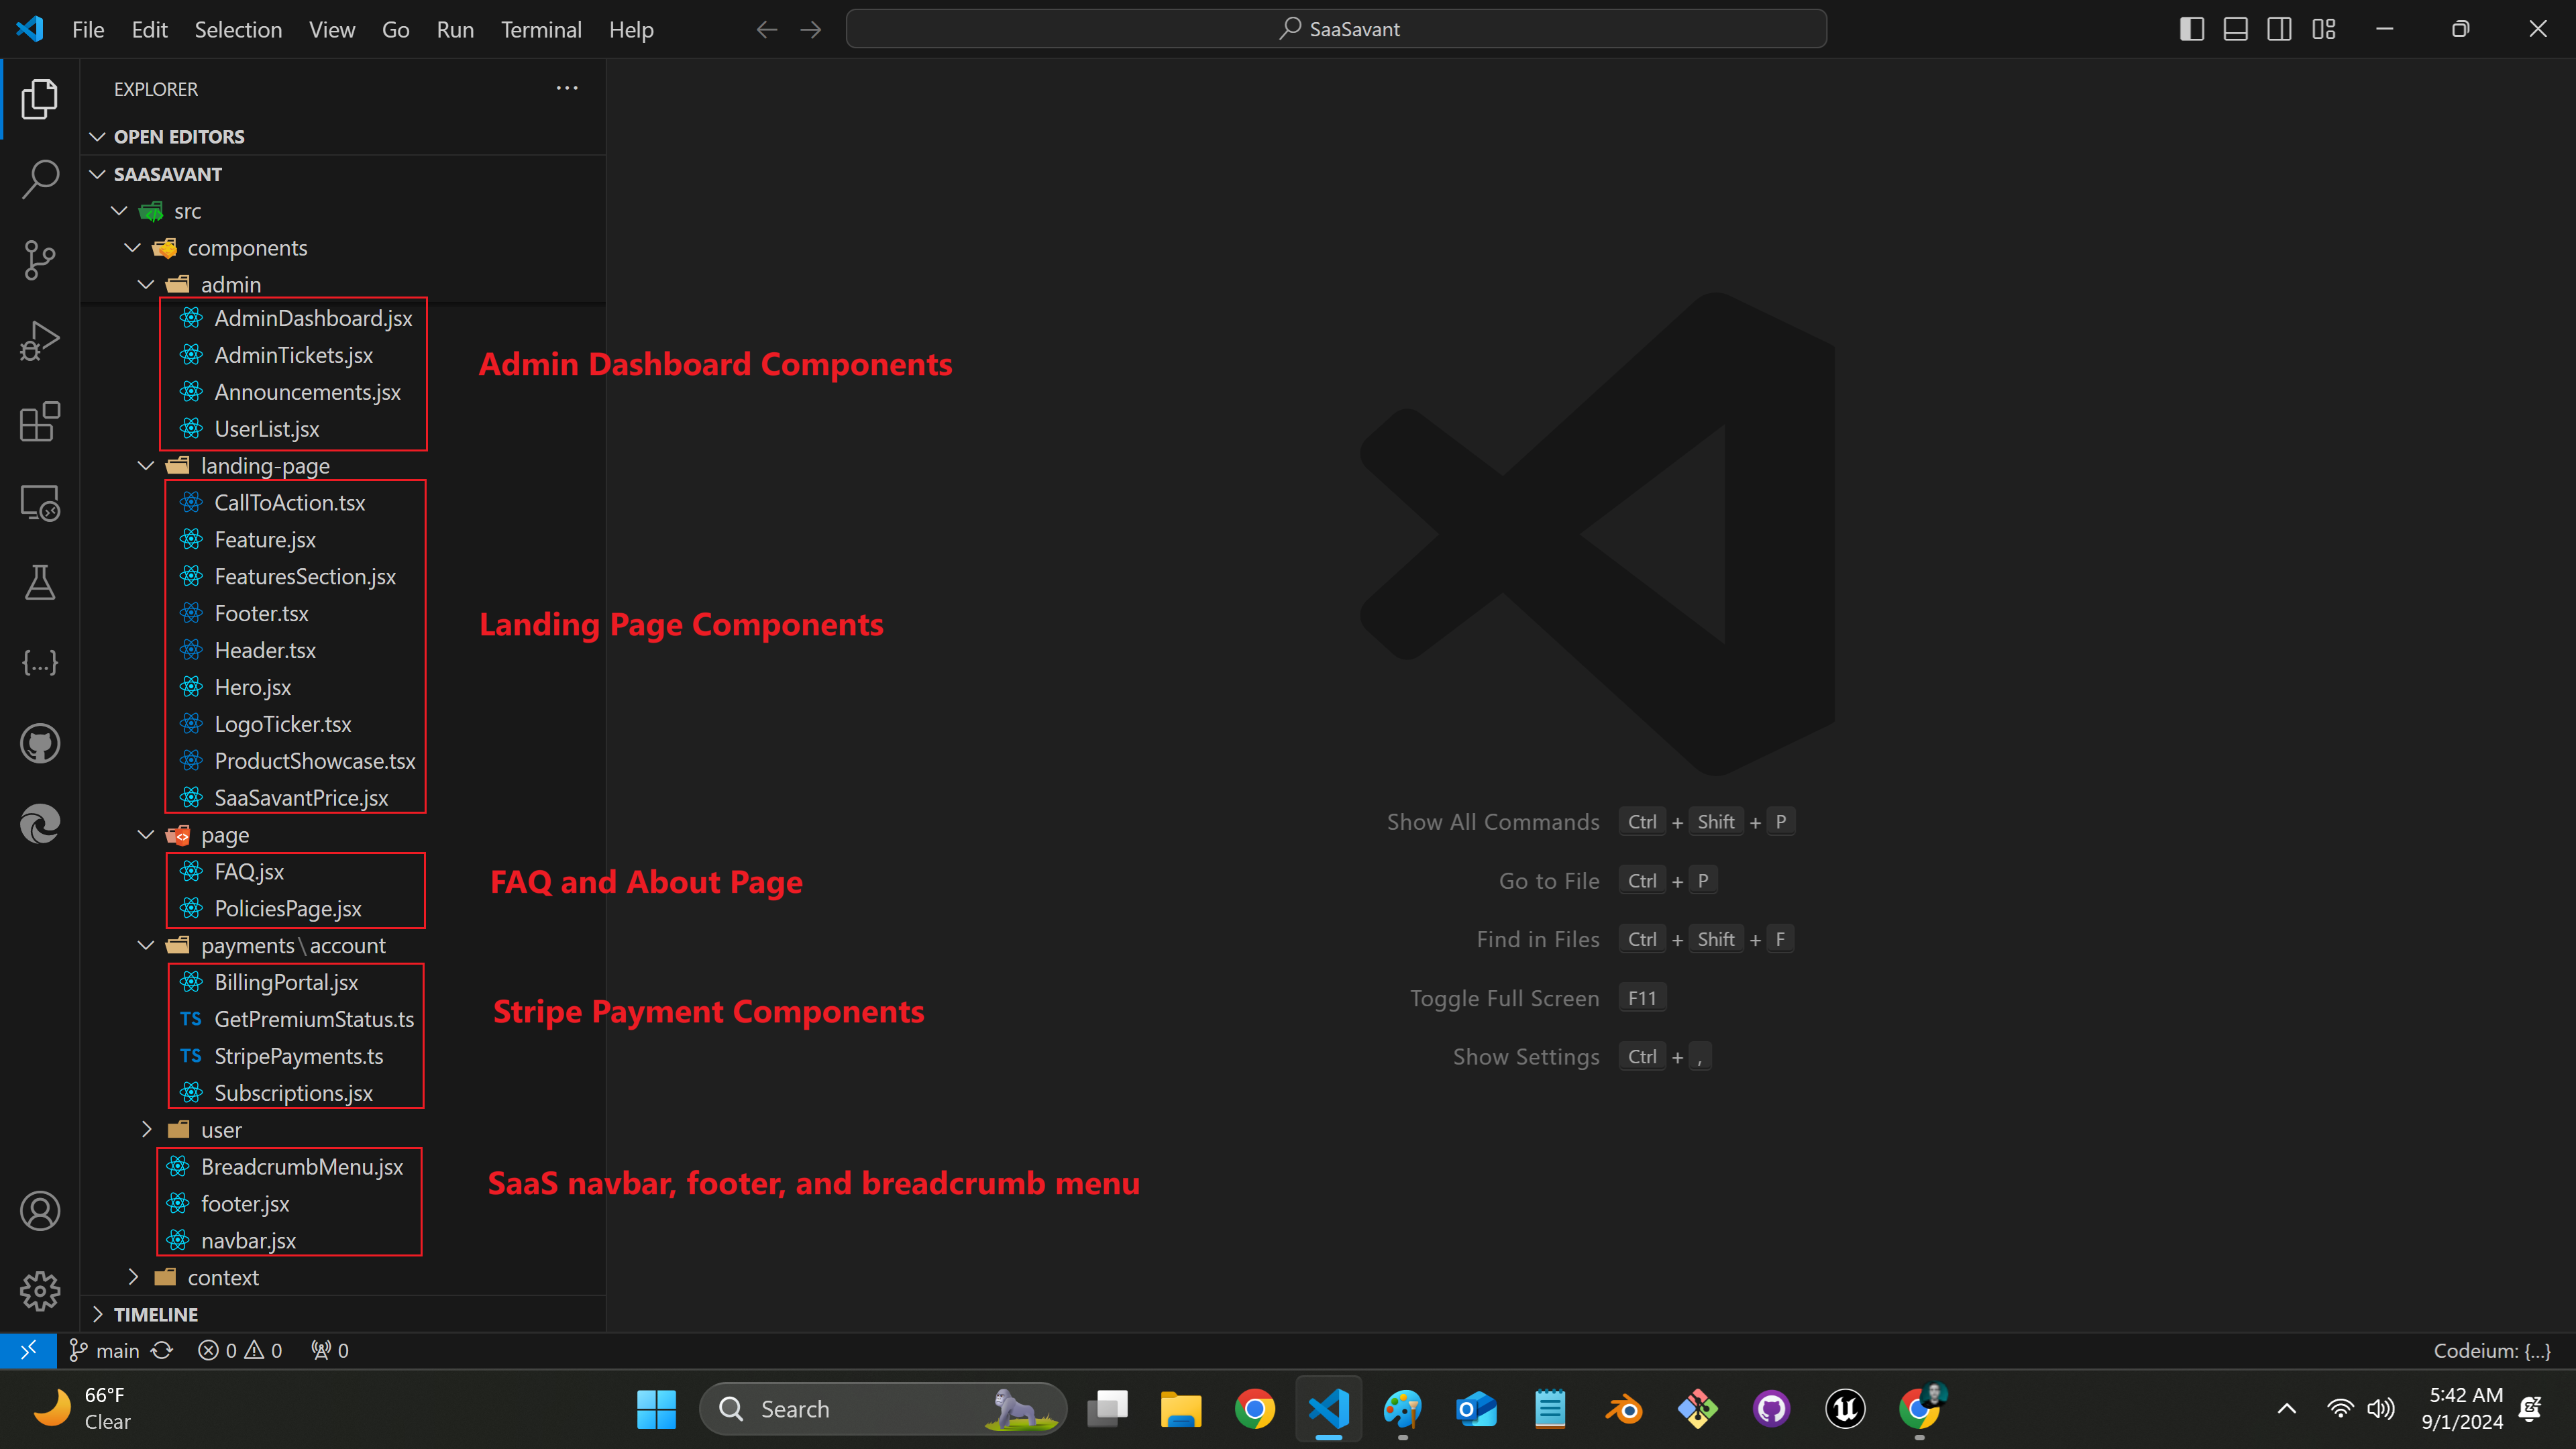 File Edit Selection View Go Run Terminal Help
SaaSavant
EXPLORER
OPEN EDITORS
SAASAVANT
src
components
admin
AdminDashboard.jsx
AdminTickets.jsx
Admin Dashboard Components
Announcements.jsx
UserList.jsx
landing-page
CallToAction.tsx
Feature.jsx
FeaturesSection.jsx
Footer.tsx
Landing Page Components
Header.tsx
Hero.jsx
LogoTicker.tsx
ProductShowcase.tsx
SaaSavantPrice.jsx
page
FAQ.jsx
FAQ and About Page
PoliciesPage.jsx
payments\account
BillingPortal.jsx
GetPremiumStatus.ts
Stripe Payment Components
TS
StripePayments.ts
TS
Subscriptions.jsx
user
BreadcrumbMenu.jsx
SaaS navbar, footer, and breadcrumb menu
footer.jsx
navbar.jsx
context
TIMELINE
Show All Commands Ctrl + Shift + P
Go to File Ctrl + P
Find in Files Ctrl + Shift + F
Toggle Full Screen F11
Show Settings Ctrl + ,
main 0 0 0
Codeium: {...}
66°F
Clear
Search
5:42 AM
9/1/2024